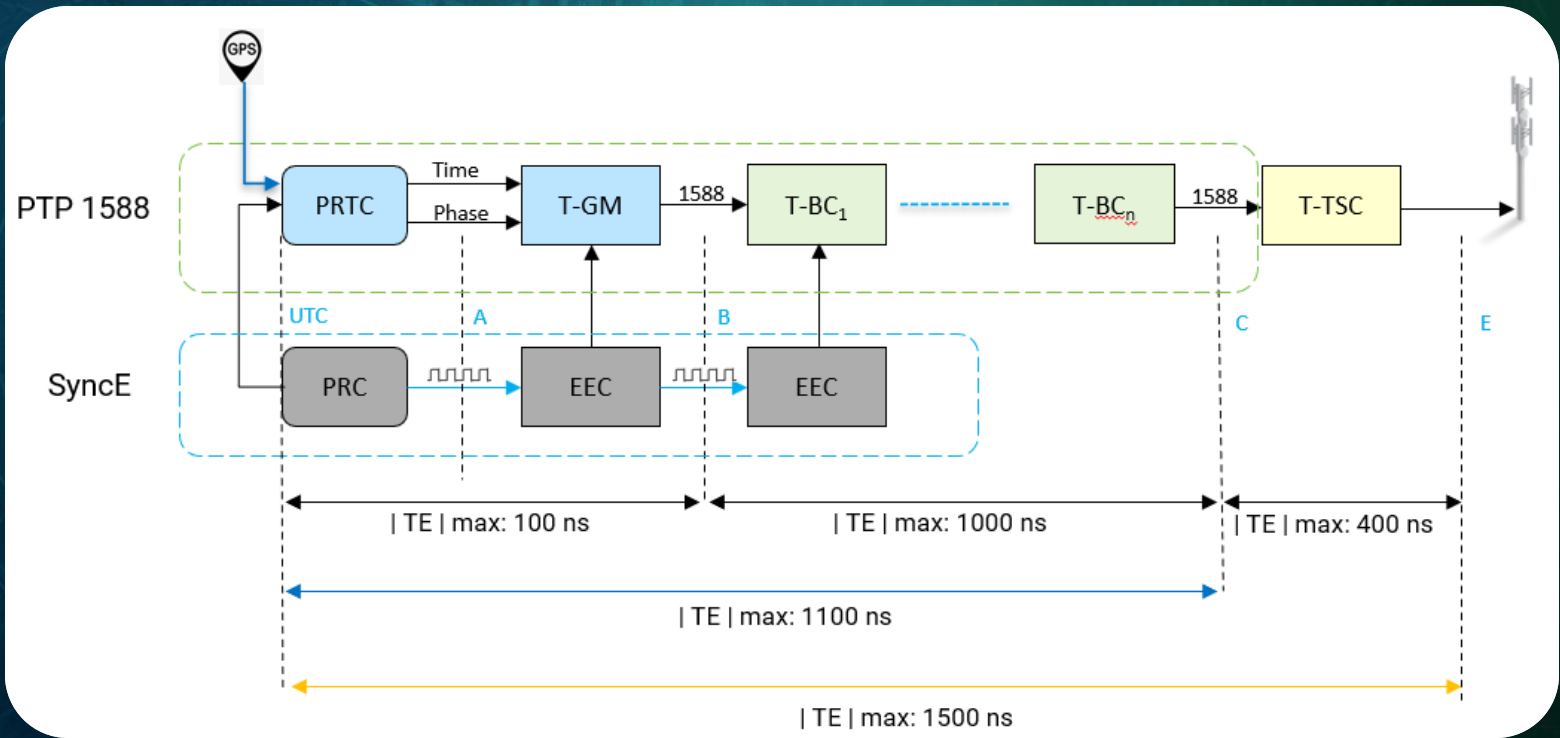 GPS
PTP 1588
PRTC
Time
Phase
T-GM
1588
T-BC1
T-BCn
1588
T-TSC
UTC
A
B
C
E
SyncE
PRC
EEC
EEC
| TE | max: 100 ns
| TE | max: 1000 ns
| TE | max: 400 ns
| TE | max: 1100 ns
| TE | max: 1500 ns